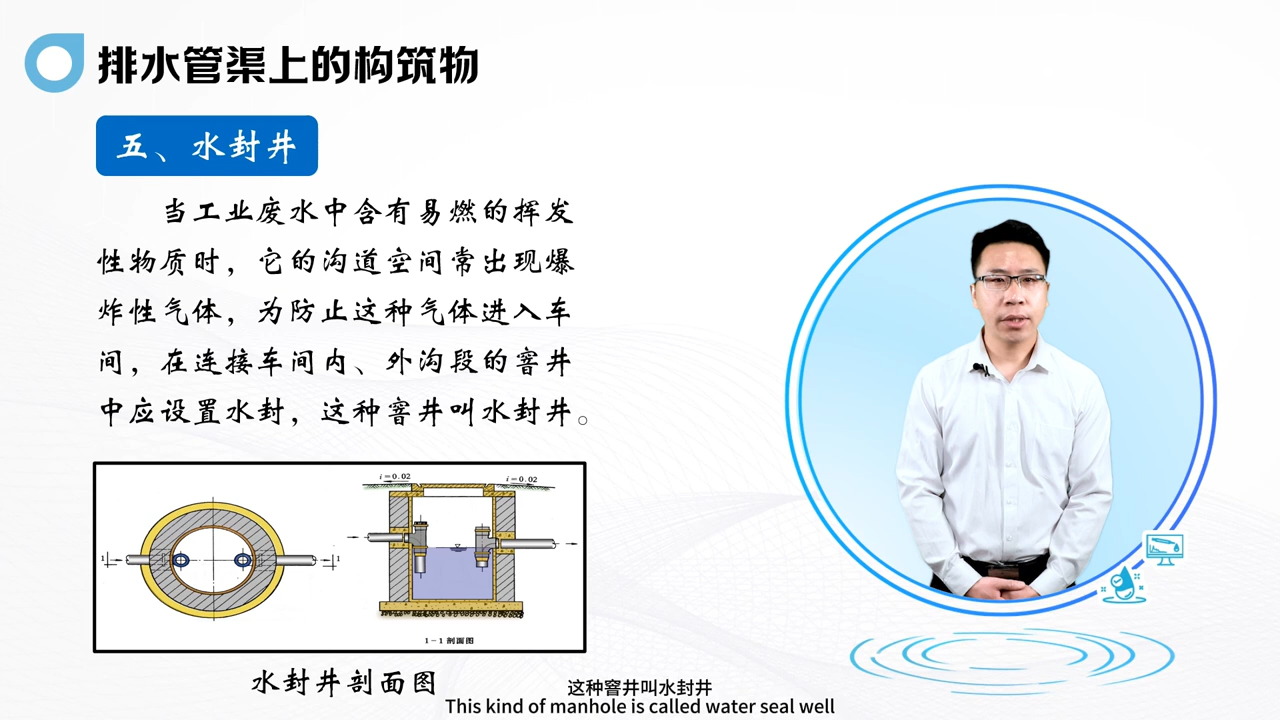 排水管渠上的构筑物
五、水封井
当工业废水中含有易燃的挥发
性物质时，它的沟道空间常出现爆
炸性气体，为防止这种气体进入车
间，在连接车间内、外沟段的窨井
中应设置水封，这种窨井叫水封井。
i=0.02
i=0.02
1
1
1-1 剖面图
水封井剖面图
这种窨井叫水封井
This kind of manhole is called water seal well